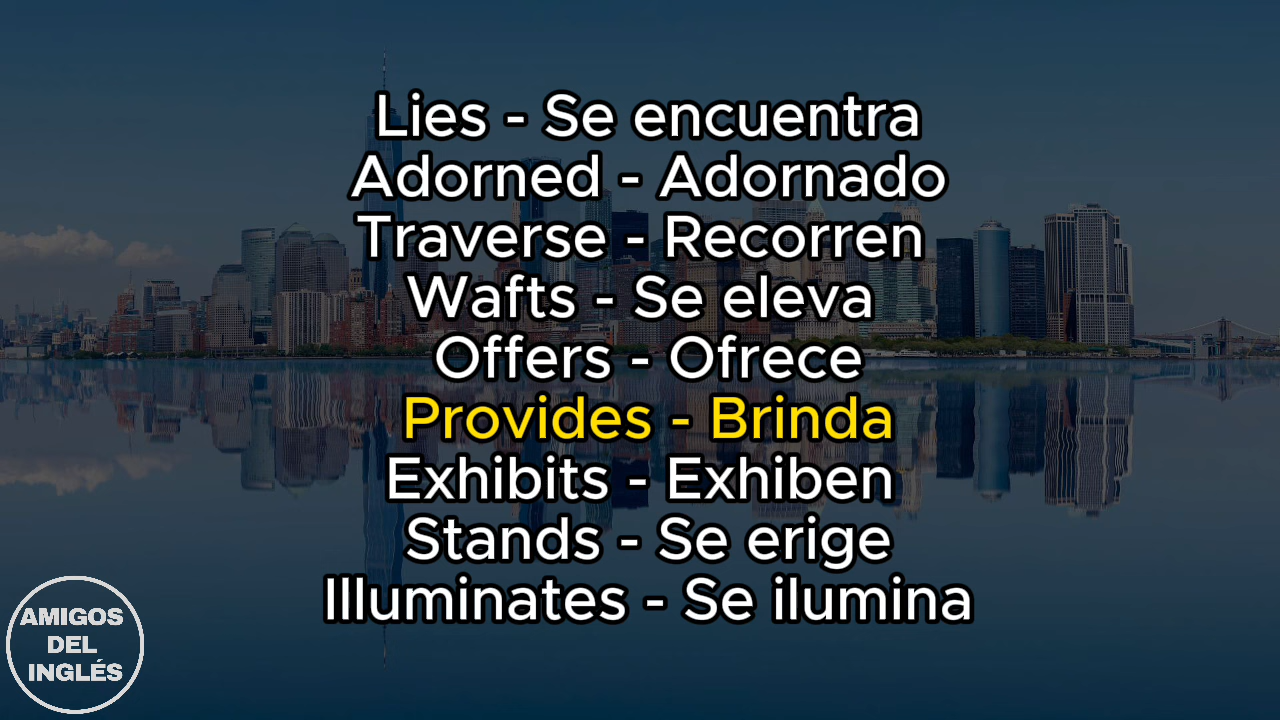 Lies - Se encuentra
Adorned - Adornado
Traverse - Recorren
Wafts - Se eleva
Offers - Ofrece
Provides - Brinda
Exhibits - Exhiben
Stands - Se erige
Illuminates - Se ilumina
AMIGOS
DEL
INGLÉS